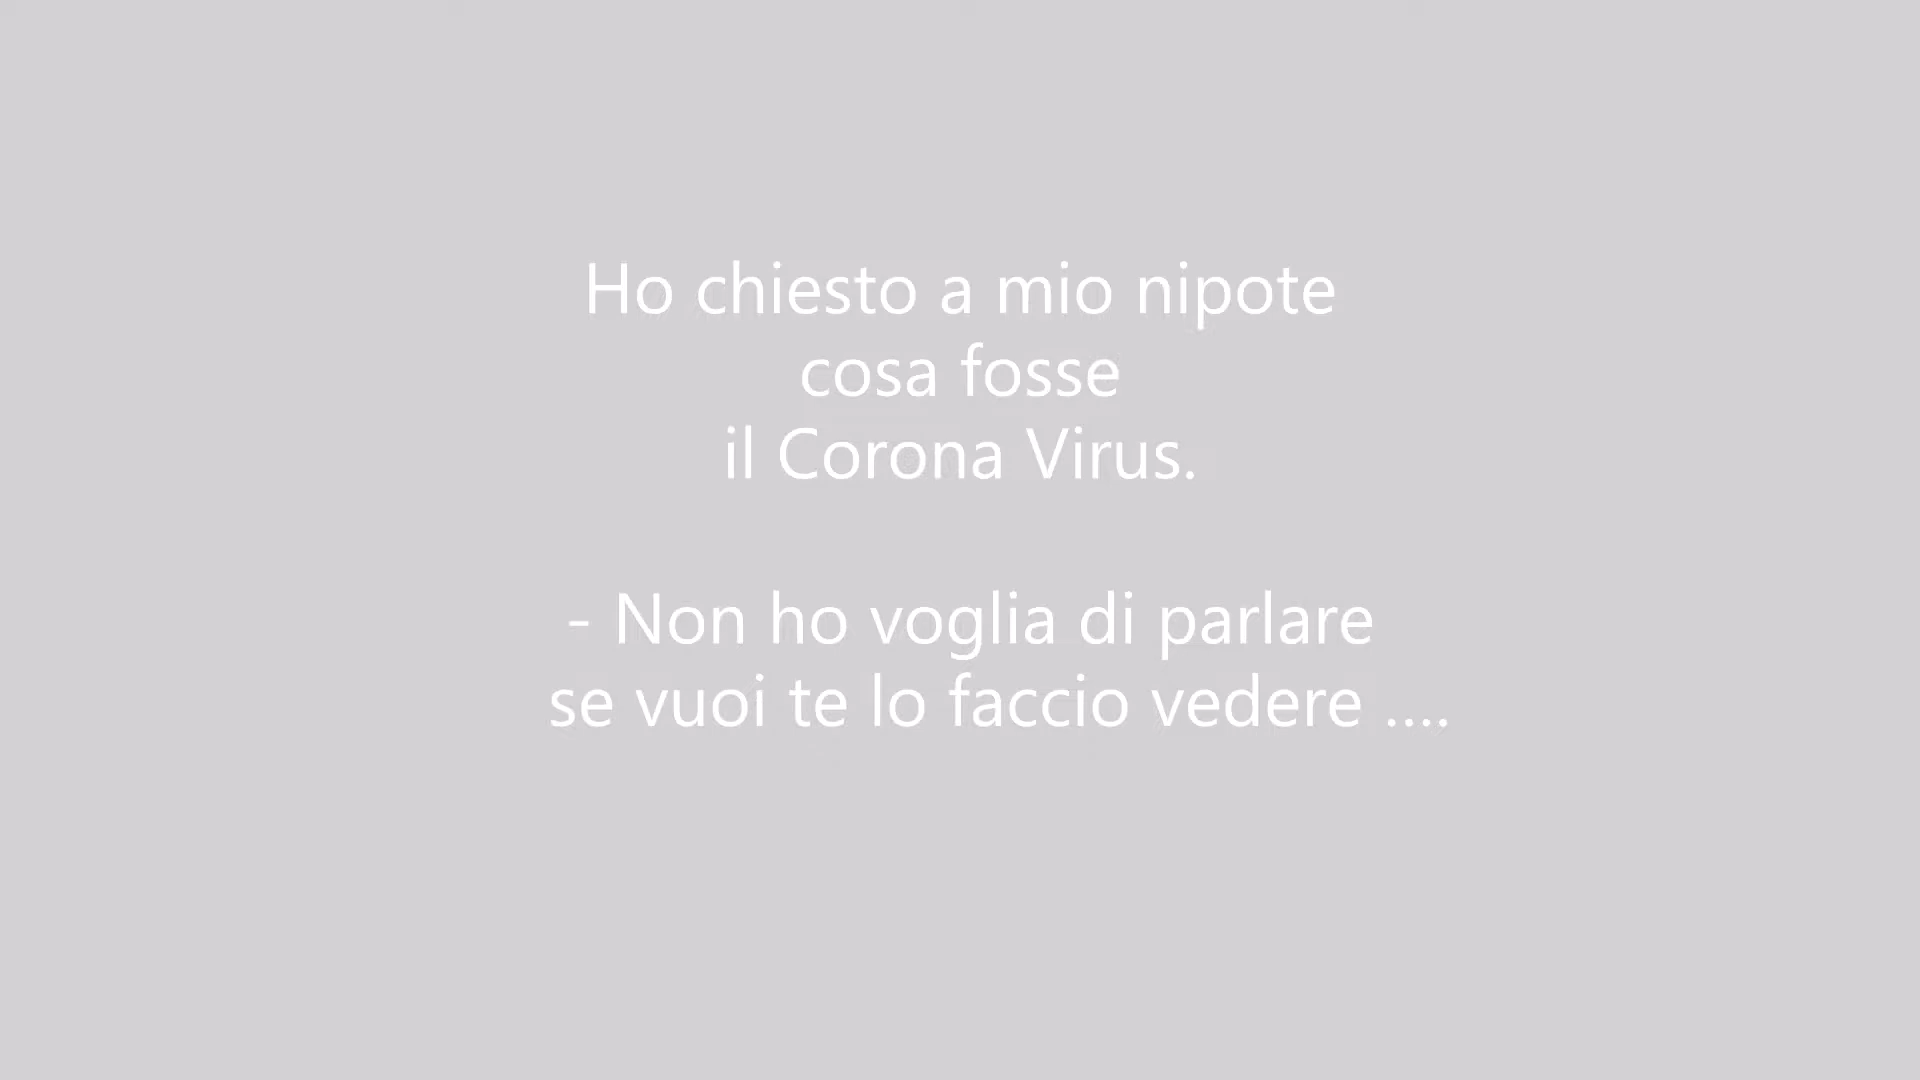 Ho chiesto a mio nipote
cosa fosse
il Corona Virus.
- Non ho voglia di parlare
se vuoi te lo faccio vedere ....